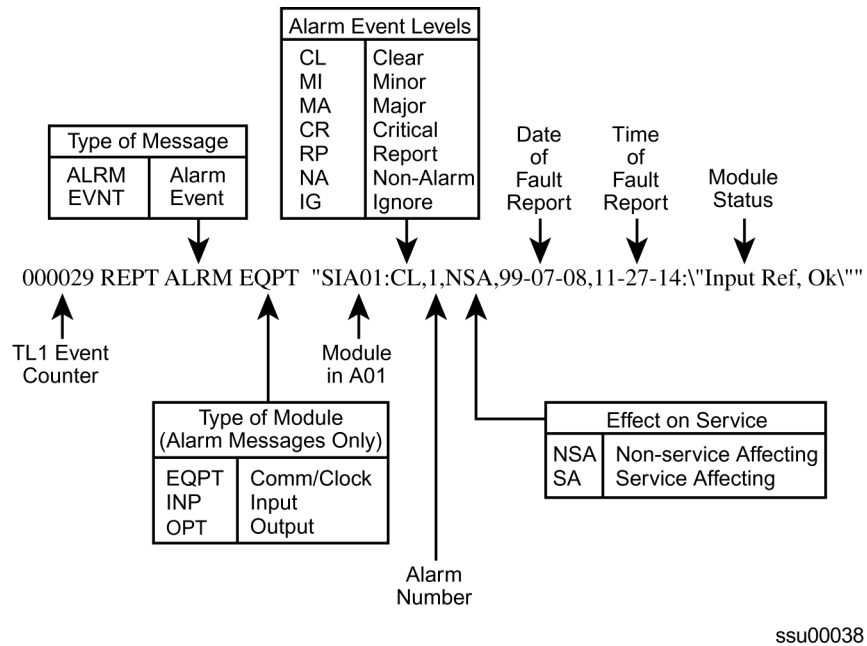 Alarm Event Levels
CL Clear
MI Minor
MA Major
CR Critical
RP Report
NA Non-Alarm
IG Ignore
Type of Message
ALRM Alarm
EVNT Event
Date
of
Fault
Report
Time
of
Fault
Report
Module
Status
000029 REPT ALRM EQPT "SIA01:CL,1,NSA,99-07-08,11-27-14:\"Input Ref, Ok\""
TL1 Event
Counter
Module
in A01
Type of Module
(Alarm Messages Only)
EQPT Comm/Clock
INP Input
OPT Output
Effect on Service
NSA Non-service Affecting
SA Service Affecting
Alarm
Number
ssu00038